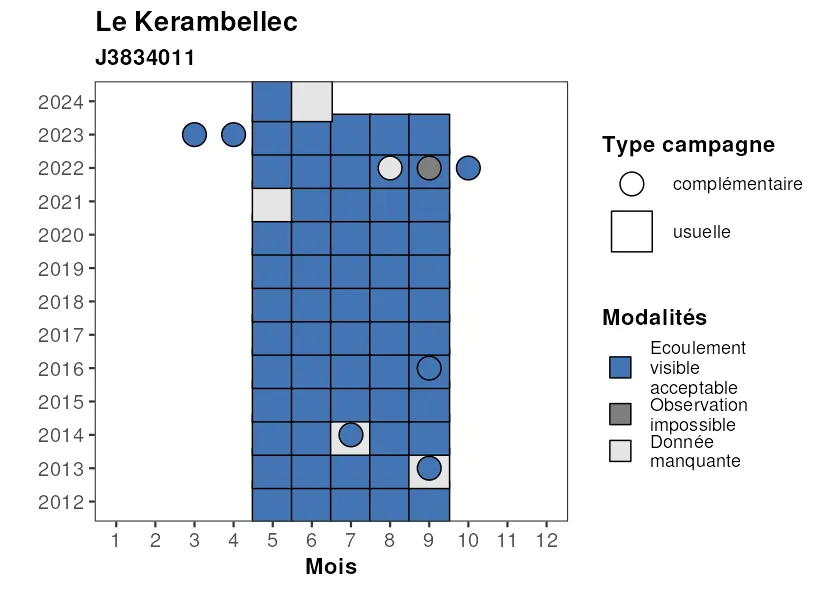 Le Kerambellec
J3834011
2024
2023
2022
2021
2020
2019
2018
2017
2016
2015
2014
2013
2012
1 2 3 4 5 6 7 8 9 10 11 12
Mois
Type campagne
complémentaire
usuelle
Modalités
Ecoulement
visible
acceptable
Observation
impossible
Donnée
manquante